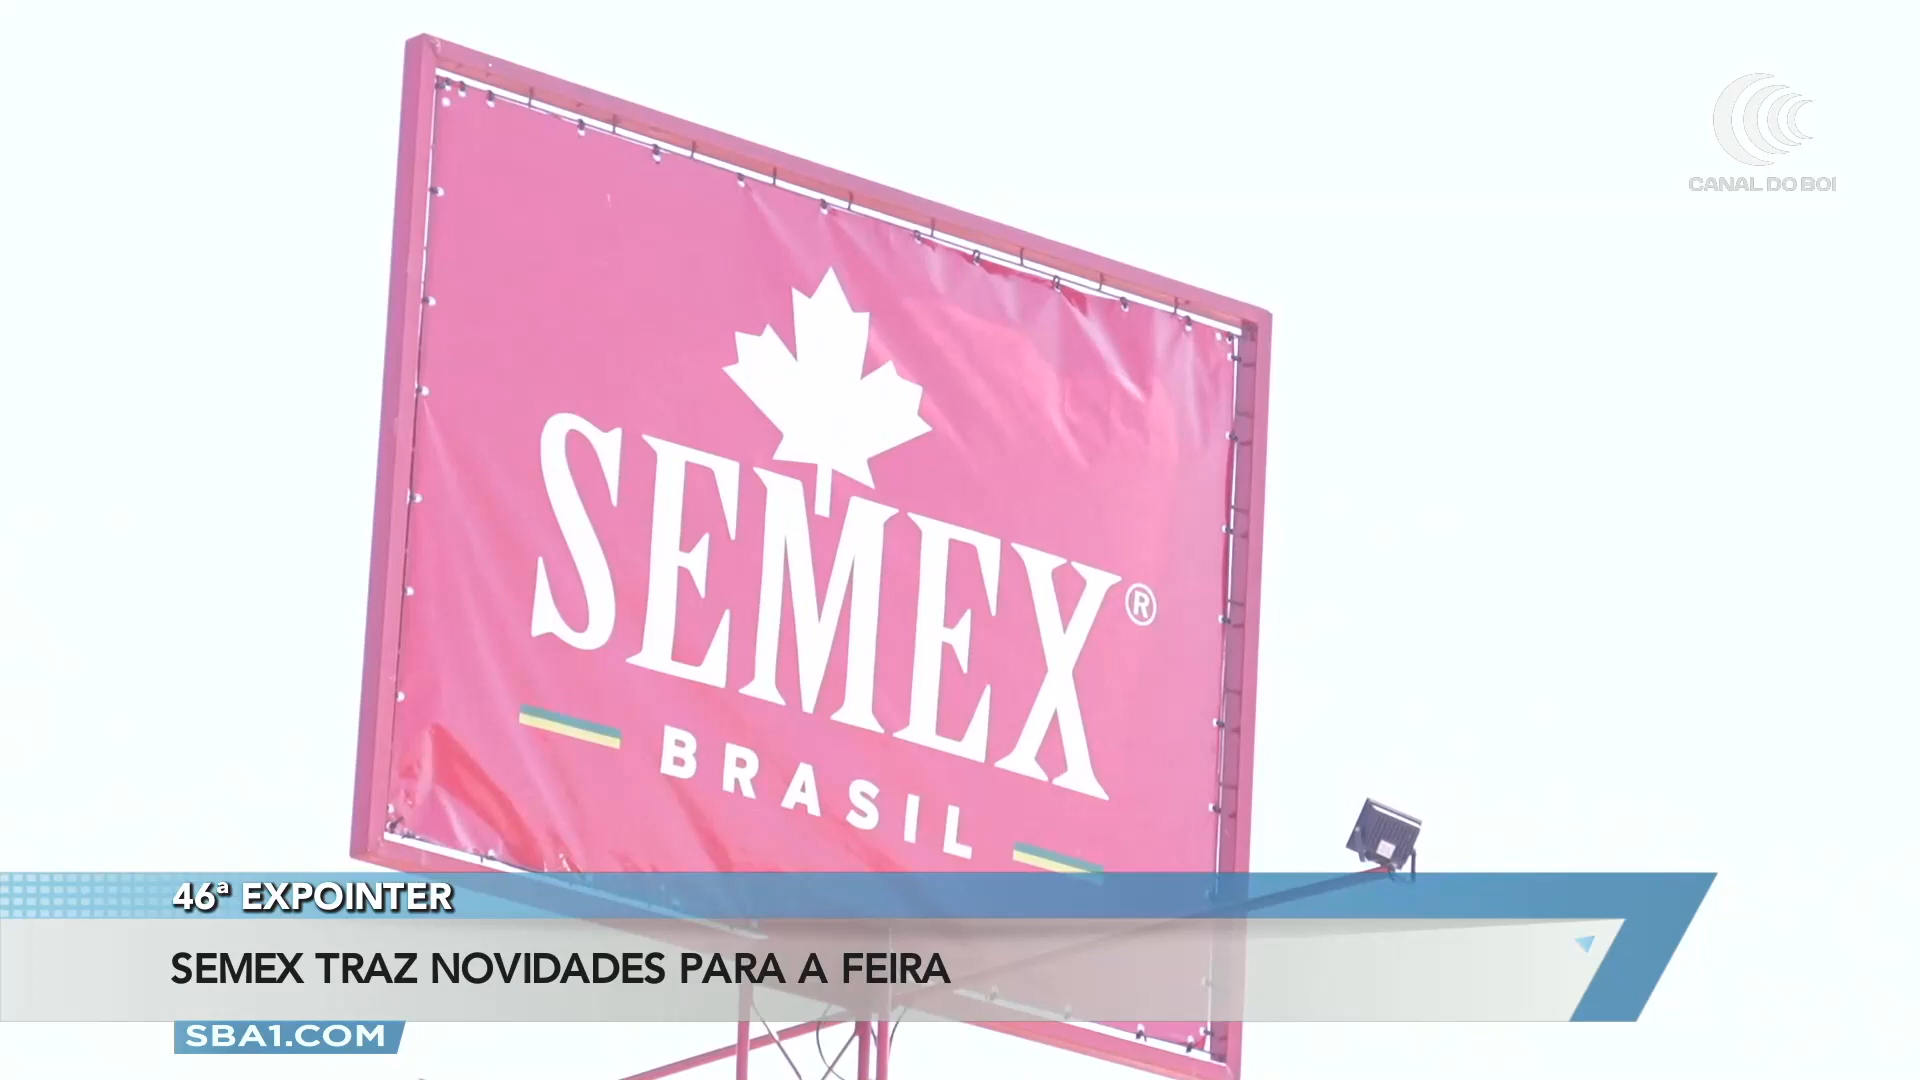 CANAL DO BOI
SEMEX®
BRASIL
46ª EXPOINTER
SEMEX TRAZ NOVIDADES PARA A FEIRA
SBA1.COM